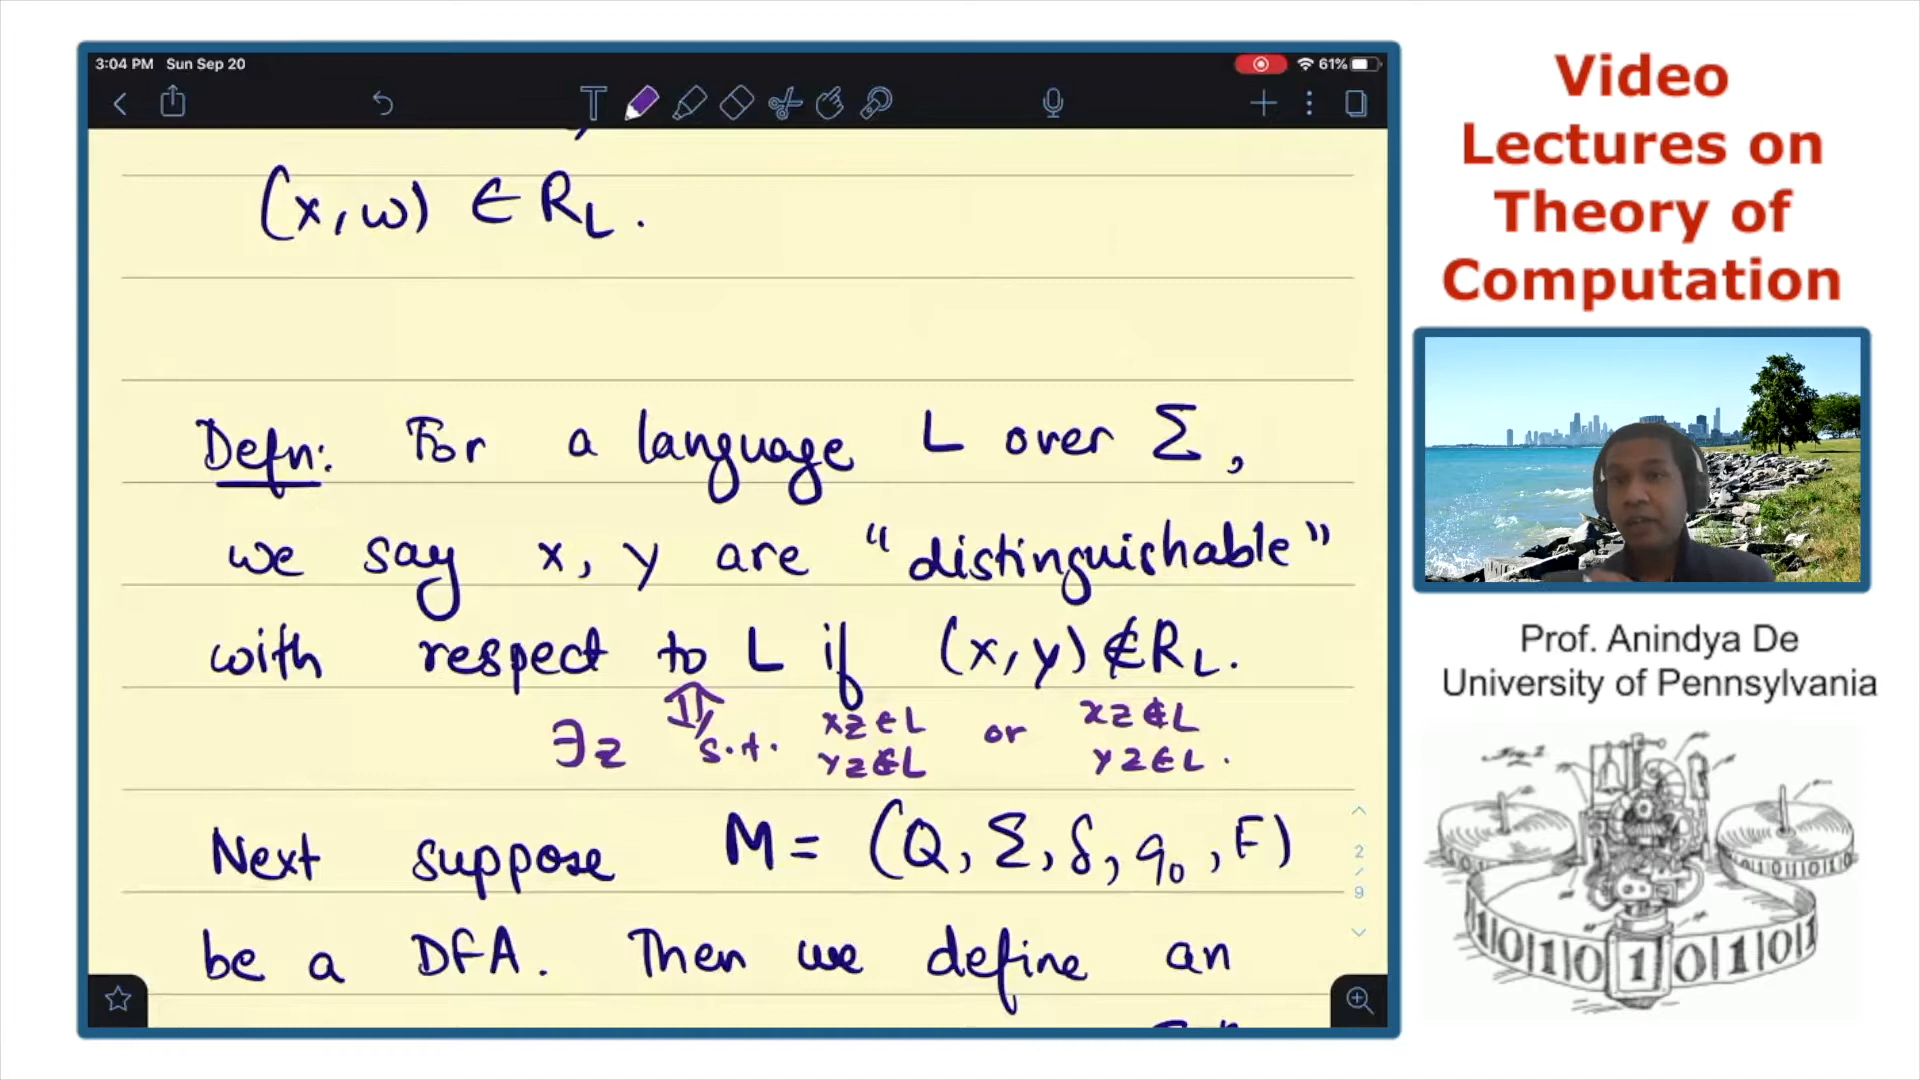 3:04 PM Sun Sep 20
61%
(x, w) ∈ R_L.
Defn: For a language L over Σ,
we say x, y are "distinguishable"
with respect to L if (x, y) ∉ R_L.
⇑
∃z s.t. xz ∈ L or xz ∉ L
yz ∉ L yz ∈ L.
Next suppose M = (Q, Σ, δ, q₀, F)
be a DFA. Then we define an
2/9
Video
Lectures on
Theory of
Computation
Prof. Anindya De
University of Pennsylvania